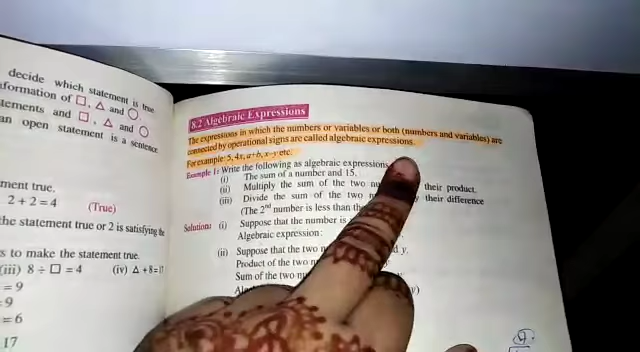 decide which statement is true.
formation of □, △ and ○.
tements and □, △ and ○
an open statement is a sentence
ment true.
2 + 2 = 4 (True)
the statement true or 2 is satisfying the
s to make the statement true.
(iii) 8 ÷ □ = 4 (iv) △ + 8 = 17
= 9
9
= 6
17
8.2 Algebraic Expressions
The expressions in which the numbers or variables or both (numbers and variables) are
connected by operational signs are called algebraic expressions.
For example: 5, 4x, a+b, x–y etc.
Example 1: Write the following as algebraic expressions
(i) The sum of a number and 15.
(ii) Multiply the sum of the two their product.
(iii) Divide the sum of the two their difference
(The 2nd number is less than the
Solution: (i) Suppose that the number is
Algebraic expression:
(ii) Suppose that the two d y.
Product of the two
Sum of the two
y)